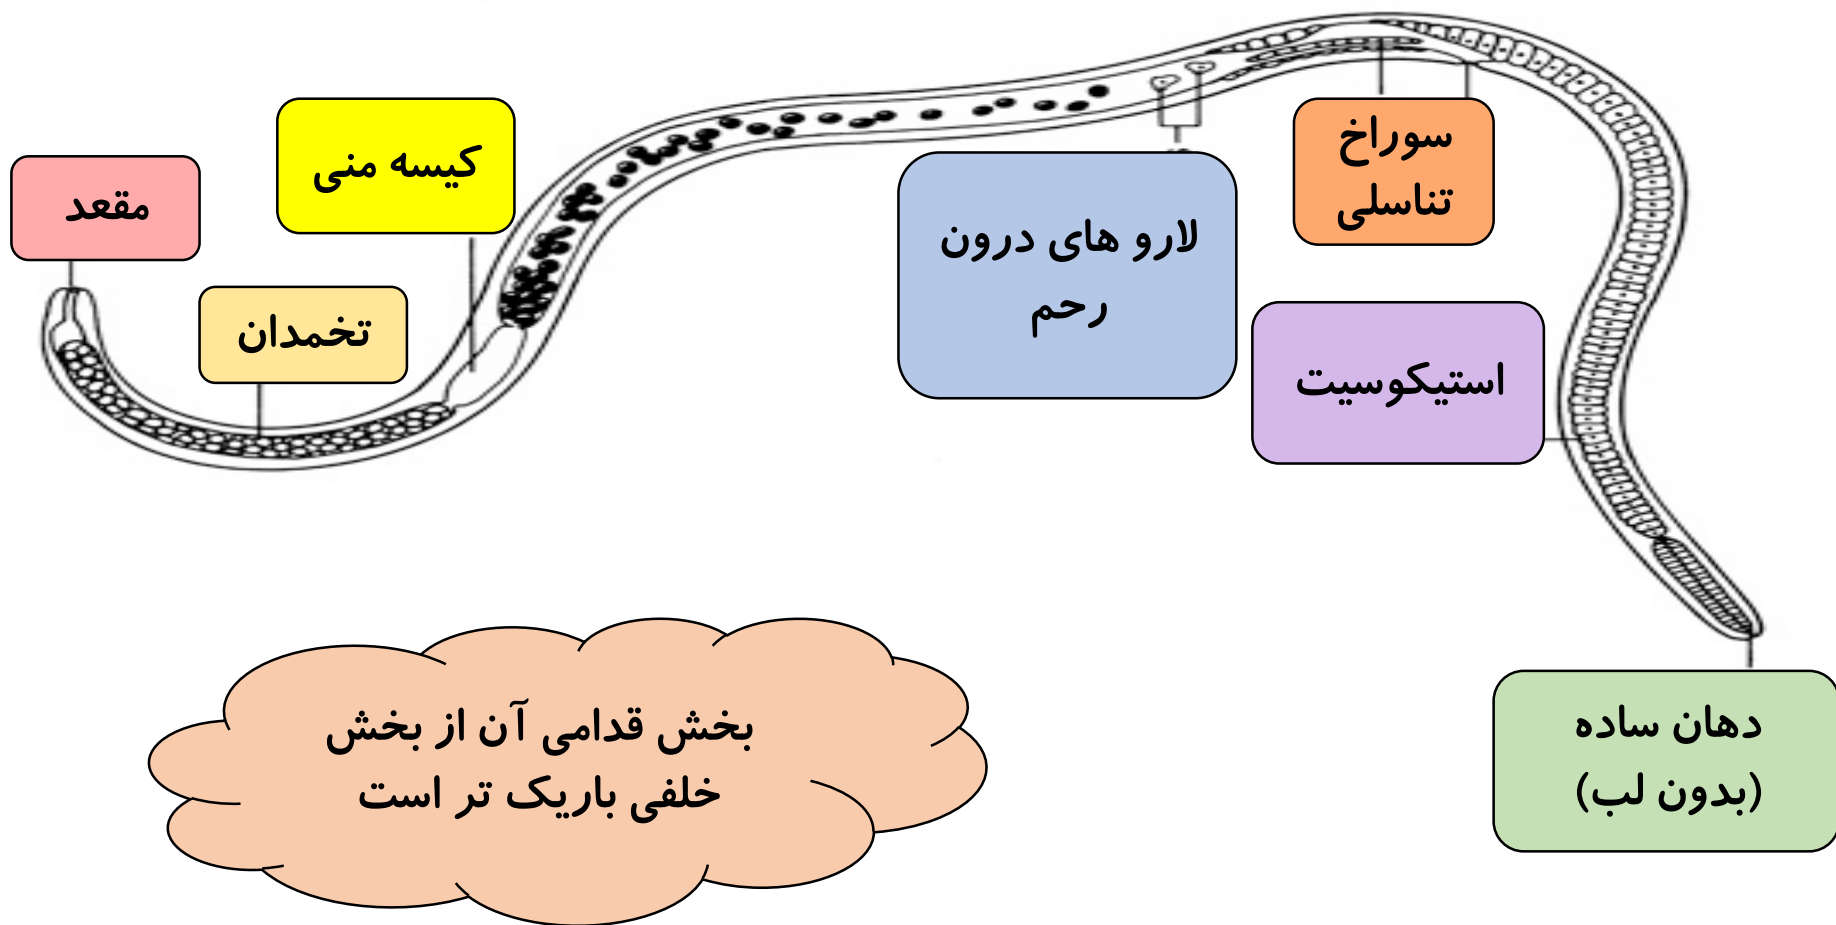 سوراخ
تناسلی
کیسه منی
مقعد
لارو های درون
رحم
تخمدان
استیکوسیت
دهان ساده
(بدون لب)
بخش قدامی آن از بخش
خلفی باریک تر است